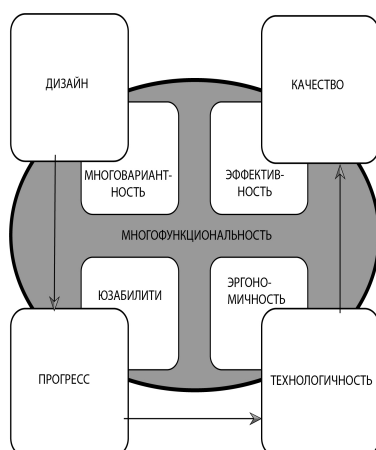 ДИЗАЙН
КАЧЕСТВО
МНОГОВАРИАНТ-
НОСТЬ
ЭФФЕКТИВ-
НОСТЬ
МНОГОФУНКЦИОНАЛЬНОСТЬ
ЮЗАБИЛИТИ
ЭРГОНО-
МИЧНОСТЬ
ПРОГРЕСС
ТЕХНОЛОГИЧНОСТЬ